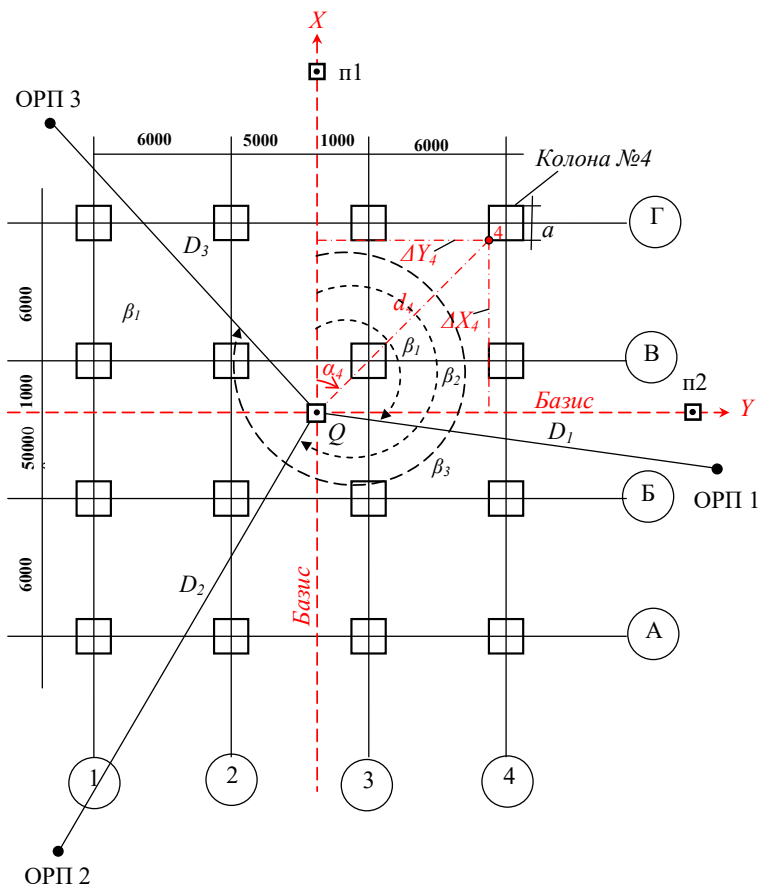 X
п1
ОРП 3
6000
5000
1000
6000
Колона №4
Г
4
a
ΔY₄
D₃
d₄
6000
β₁
ΔX₄
β₁
В
α₄
β₂
1000
Базис
п2
Y
Q
D₁
50000
β₃
Б
ОРП 1
6000
D₂
Базис
А
1
2
3
4
ОРП 2